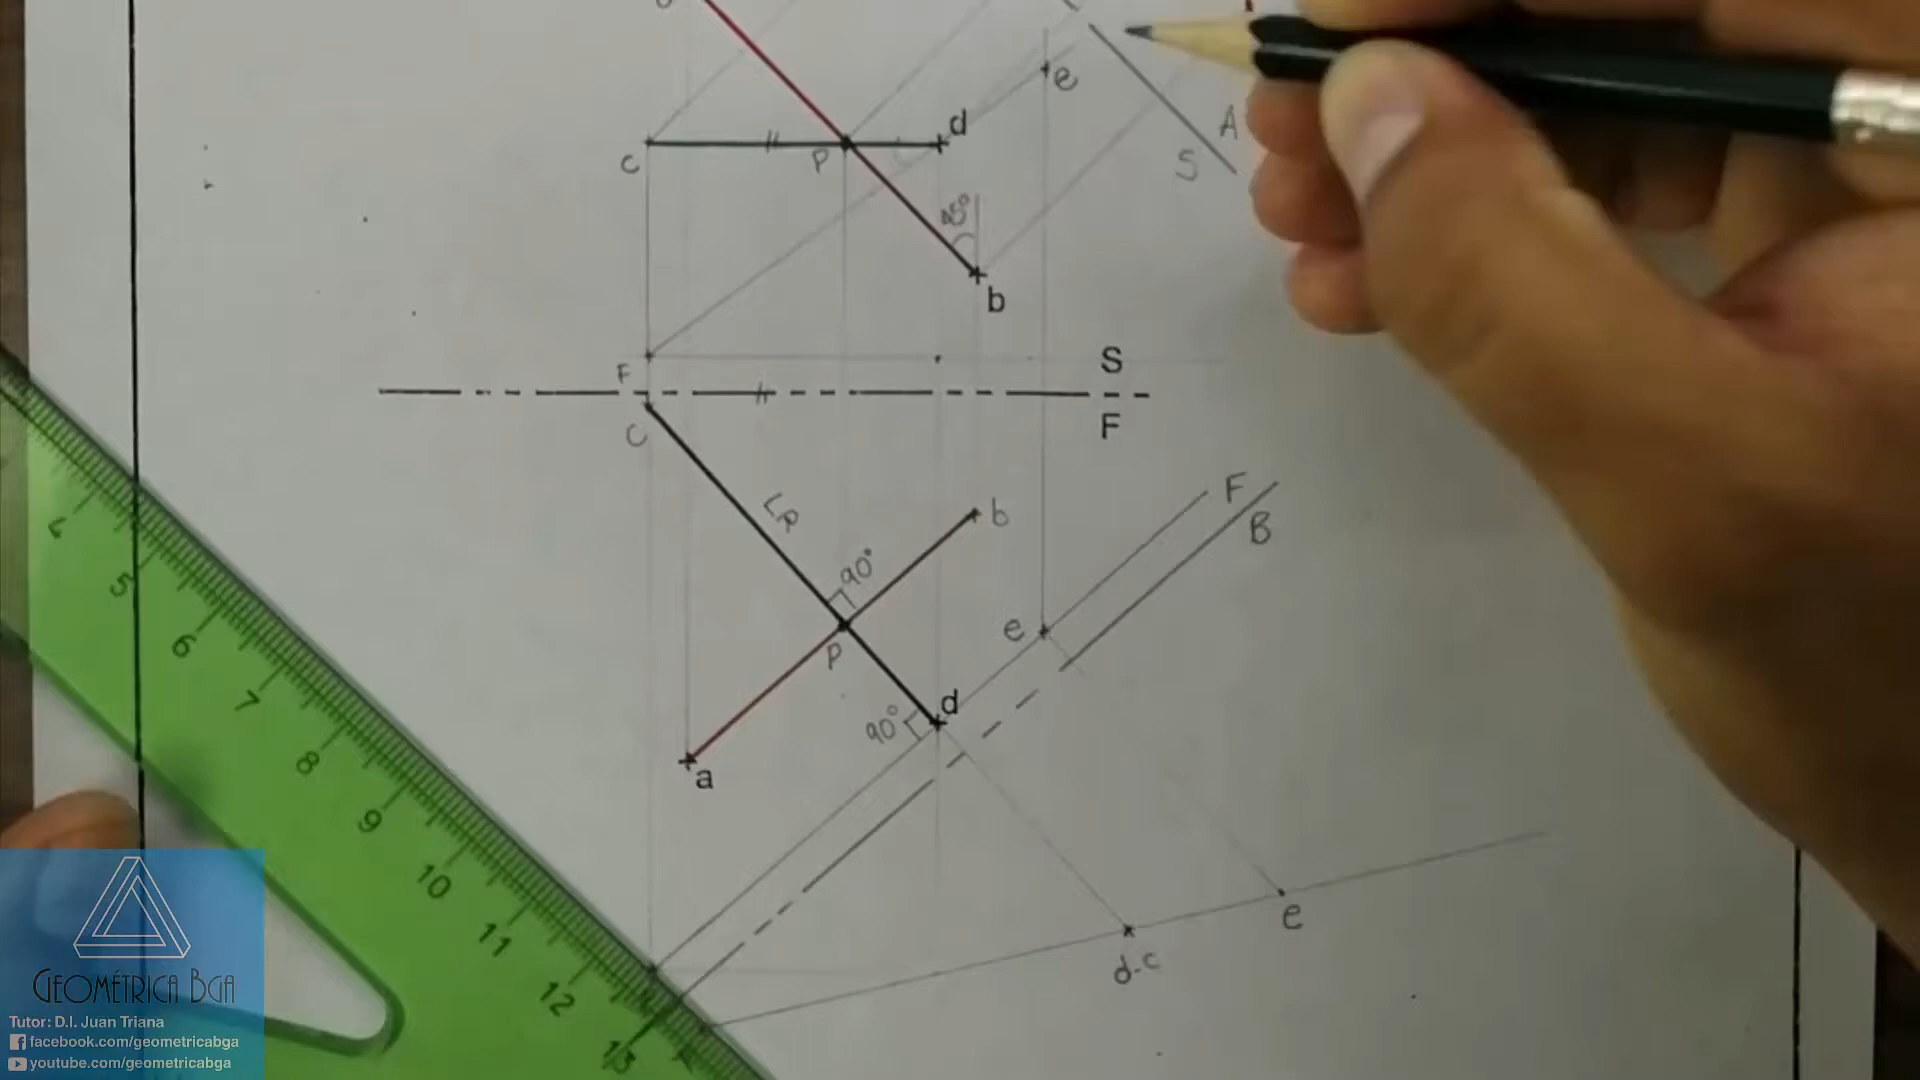 e
d
A
c
P
S
45°
b
S
F
F
c
LR
b
F
B
90°
e
P
d
90°
a
4
5
6
7
8
9
10
11
12
13
e
d-c
GEOMÉTRICA BGA
Tutor: D.I. Juan Triana
facebook.com/geometricabga
youtube.com/geometricabga